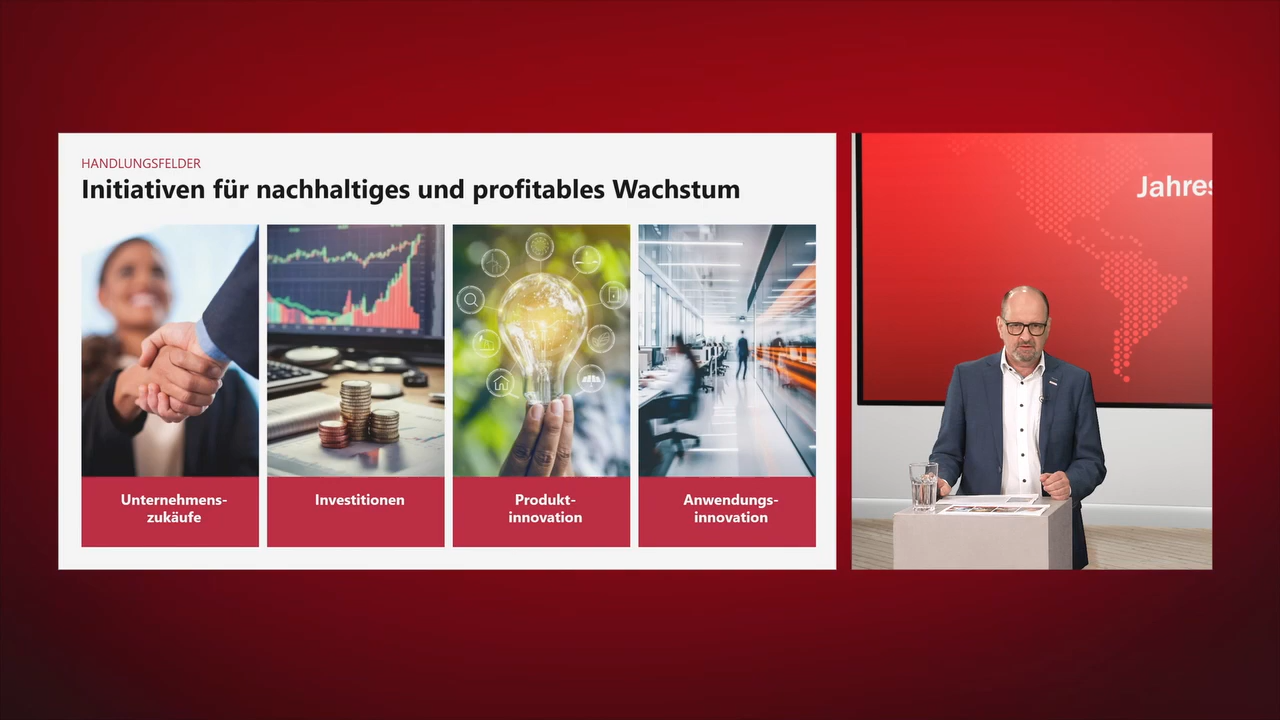 HANDLUNGSFELDER
Initiativen für nachhaltiges und profitables Wachstum
Unternehmens-
zukäufe
Investitionen
Produkt-
innovation
Anwendungs-
innovation
Jahres